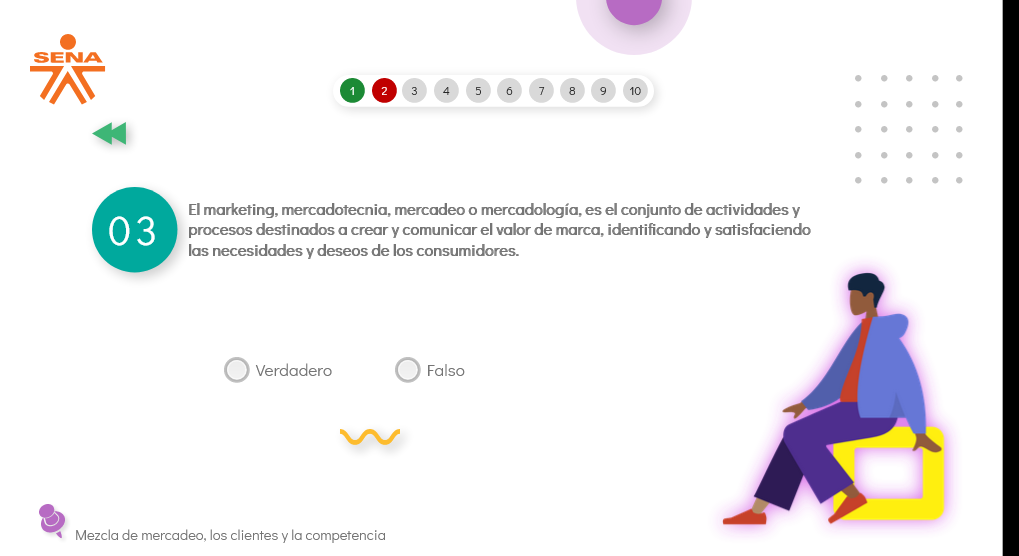 SENA
1 2 3 4 5 6 7 8 9 10
03
El marketing, mercadotecnia, mercadeo o mercadología, es el conjunto de actividades y
procesos destinados a crear y comunicar el valor de marca, identificando y satisfaciendo
las necesidades y deseos de los consumidores.
Verdadero Falso
Mezcla de mercadeo, los clientes y la competencia